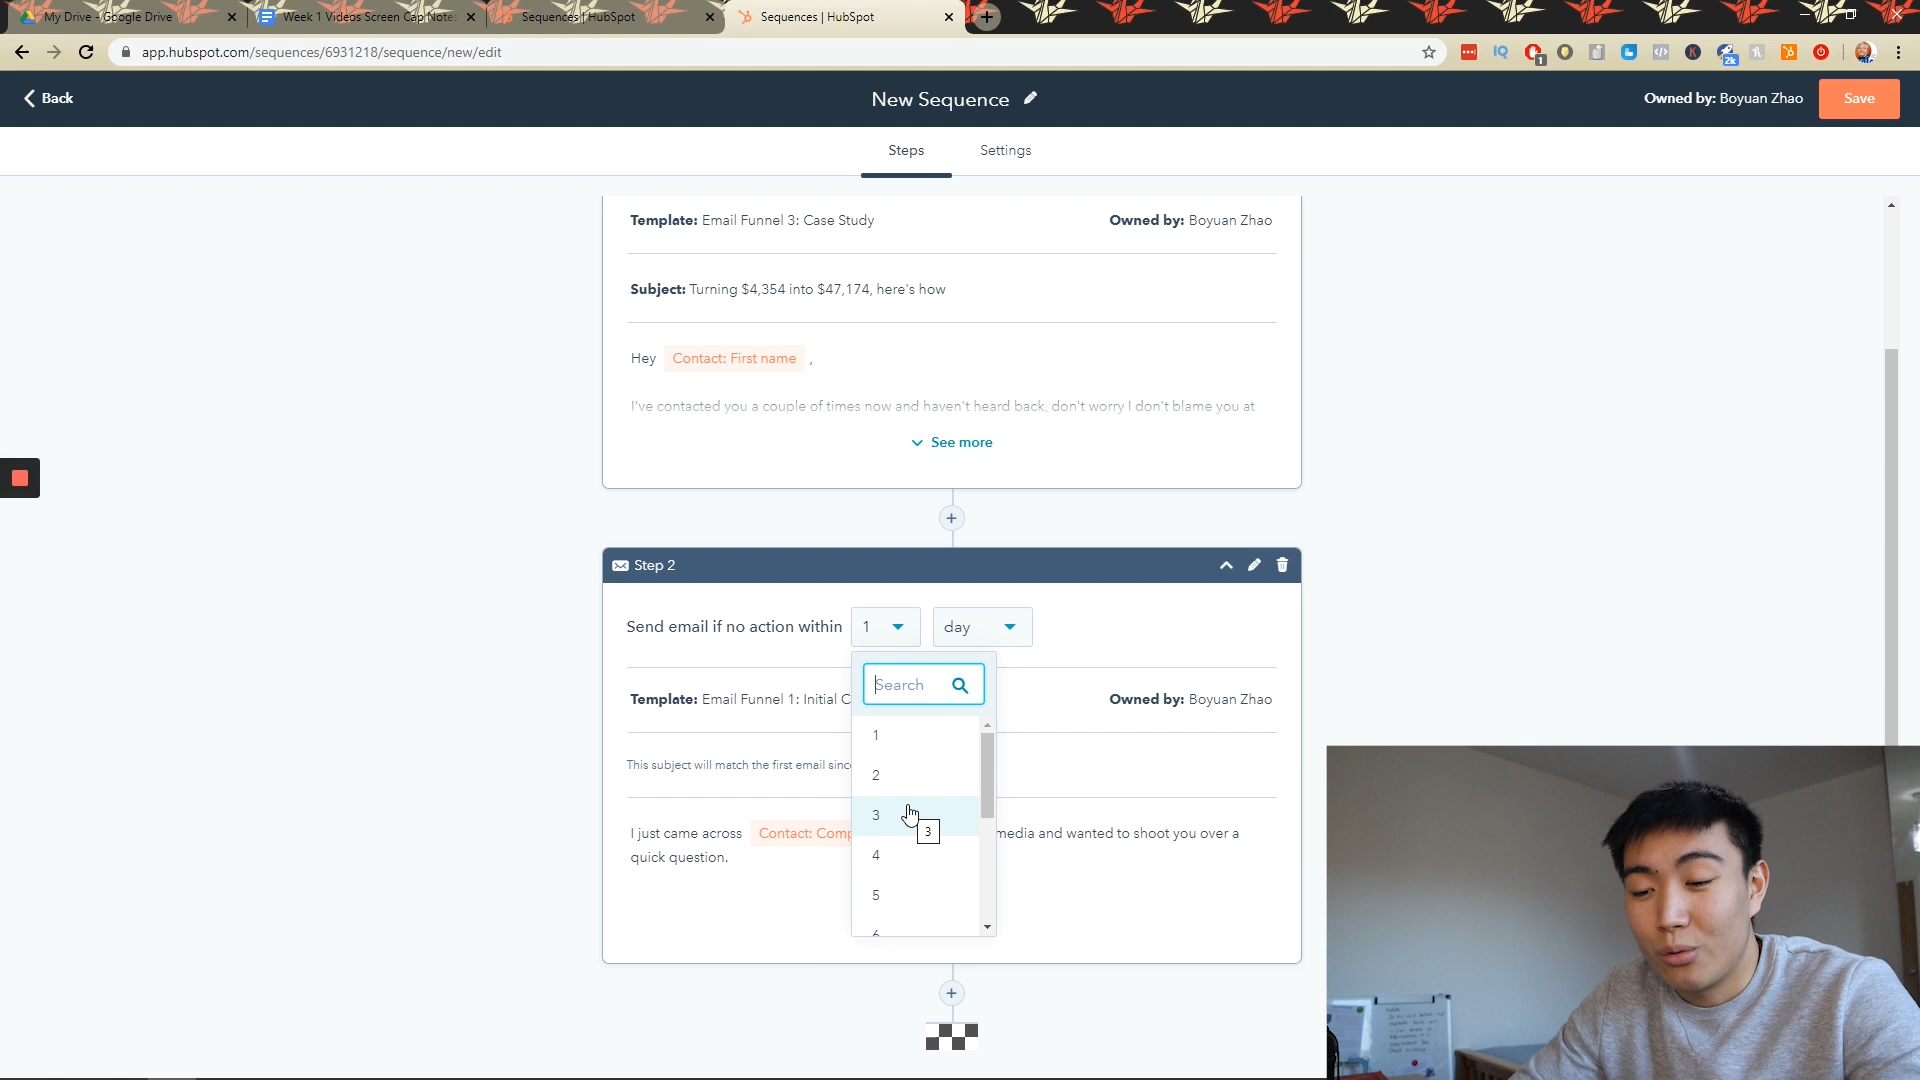 My Drive - Google Drive
Week 1 Videos Screen Cap Notes
Sequences | HubSpot
Sequences | HubSpot
app.hubspot.com/sequences/6931218/sequence/new/edit
1
2k
Back
New Sequence
Owned by: Boyuan Zhao
Save
Steps
Settings
Template: Email Funnel 3: Case Study
Owned by: Boyuan Zhao
Subject: Turning $4,354 into $47,174, here's how
Hey Contact: First name ,
I've contacted you a couple of times now and haven't heard back, don't worry I don't blame you at
See more
Step 2
Send email if no action within 1 day
Search
Template: Email Funnel 1: Initial C
Owned by: Boyuan Zhao
1
This subject will match the first email since
2
3
3
I just came across Contact: Comp media and wanted to shoot you over a
quick question.
4
5
6